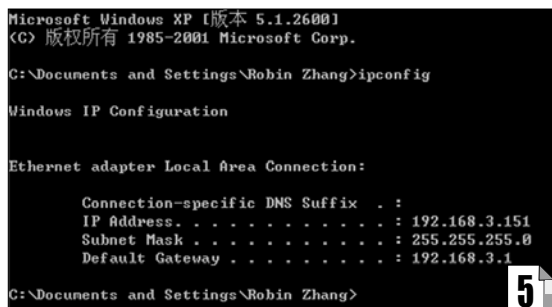 Microsoft Windows XP [版本 5.1.2600]
(C) 版权所有 1985-2001 Microsoft Corp.
C:\Documents and Settings\Robin Zhang>ipconfig
Windows IP Configuration
Ethernet adapter Local Area Connection:
Connection-specific DNS Suffix . :
IP Address. . . . . . . . . . . . : 192.168.3.151
Subnet Mask . . . . . . . . . . . : 255.255.255.0
Default Gateway . . . . . . . . . : 192.168.3.1
C:\Documents and Settings\Robin Zhang>
5